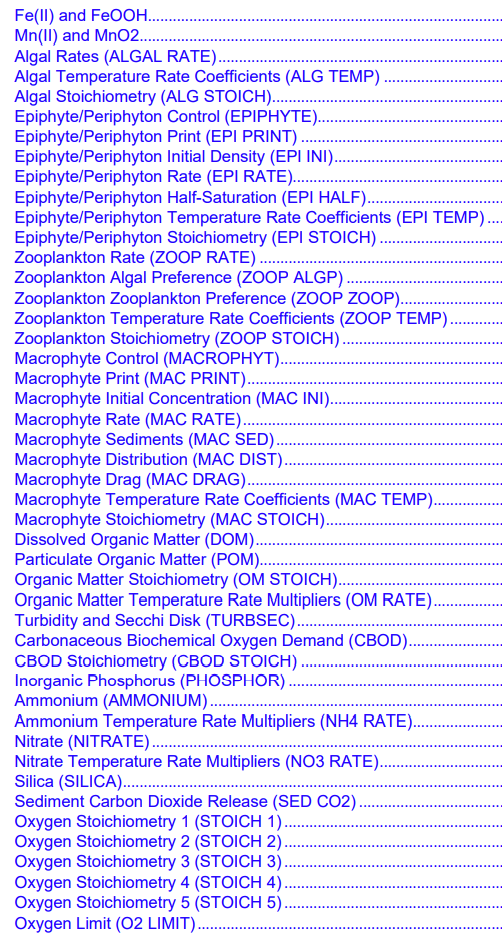 Fe(II) and FeOOH
Mn(II) and MnO2
Algal Rates (ALGAL RATE)
Algal Temperature Rate Coefficients (ALG TEMP)
Algal Stoichiometry (ALG STOICH)
Epiphyte/Periphyton Control (EPIPHYTE)
Epiphyte/Periphyton Print (EPI PRINT)
Epiphyte/Periphyton Initial Density (EPI INI)
Epiphyte/Periphyton Rate (EPI RATE)
Epiphyte/Periphyton Half-Saturation (EPI HALF)
Epiphyte/Periphyton Temperature Rate Coefficients (EPI TEMP)
Epiphyte/Periphyton Stoichiometry (EPI STOICH)
Zooplankton Rate (ZOOP RATE)
Zooplankton Algal Preference (ZOOP ALGP)
Zooplankton Zooplankton Preference (ZOOP ZOOP)
Zooplankton Temperature Rate Coefficients (ZOOP TEMP)
Zooplankton Stoichiometry (ZOOP STOICH)
Macrophyte Control (MACROPHYT)
Macrophyte Print (MAC PRINT)
Macrophyte Initial Concentration (MAC INI)
Macrophyte Rate (MAC RATE)
Macrophyte Sediments (MAC SED)
Macrophyte Distribution (MAC DIST)
Macrophyte Drag (MAC DRAG)
Macrophyte Temperature Rate Coefficients (MAC TEMP)
Macrophyte Stoichiometry (MAC STOICH)
Dissolved Organic Matter (DOM)
Particulate Organic Matter (POM)
Organic Matter Stoichiometry (OM STOICH)
Organic Matter Temperature Rate Multipliers (OM RATE)
Turbidity and Secchi Disk (TURBSEC)
Carbonaceous Biochemical Oxygen Demand (CBOD)
CBOD Stoichiometry (CBOD STOICH)
Inorganic Phosphorus (PHOSPHOR)
Ammonium (AMMONIUM)
Ammonium Temperature Rate Multipliers (NH4 RATE)
Nitrate (NITRATE)
Nitrate Temperature Rate Multipliers (NO3 RATE)
Silica (SILICA)
Sediment Carbon Dioxide Release (SED CO2)
Oxygen Stoichiometry 1 (STOICH 1)
Oxygen Stoichiometry 2 (STOICH 2)
Oxygen Stoichiometry 3 (STOICH 3)
Oxygen Stoichiometry 4 (STOICH 4)
Oxygen Stoichiometry 5 (STOICH 5)
Oxygen Limit (O2 LIMIT)